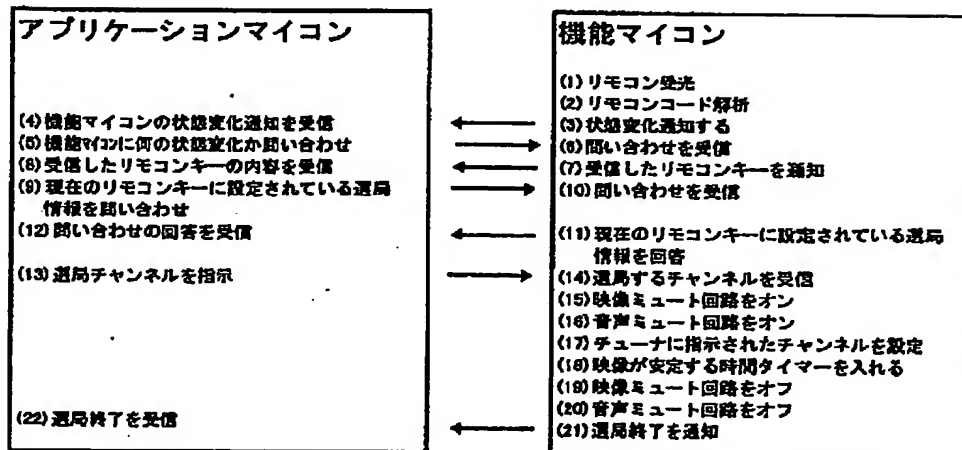 アプリケーションマイコン
(4)機能マイコンの状態変化通知を受信
(5)機能マイコンに何の状態変化か問い合わせ
(8)受信したリモコンキーの内容を受信
(9)現在のリモコンキーに設定されている選局
情報を問い合わせ
(12)問い合わせの回答を受信
(13)選局チャンネルを指示
(22)選局終了を受信
機能マイコン
(1)リモコン受光
(2)リモコンコード解析
(3)状態変化通知する
(6)問い合わせを受信
(7)受信したリモコンキーを通知
(10)問い合わせを受信
(11)現在のリモコンキーに設定されている選局
情報を回答
(14)選局するチャンネルを受信
(15)映像ミュート回路をオン
(16)音声ミュート回路をオン
(17)チューナに指示されたチャンネルを設定
(18)映像が安定する時間タイマーを入れる
(19)映像ミュート回路をオフ
(20)音声ミュート回路をオフ
(21)選局終了を通知